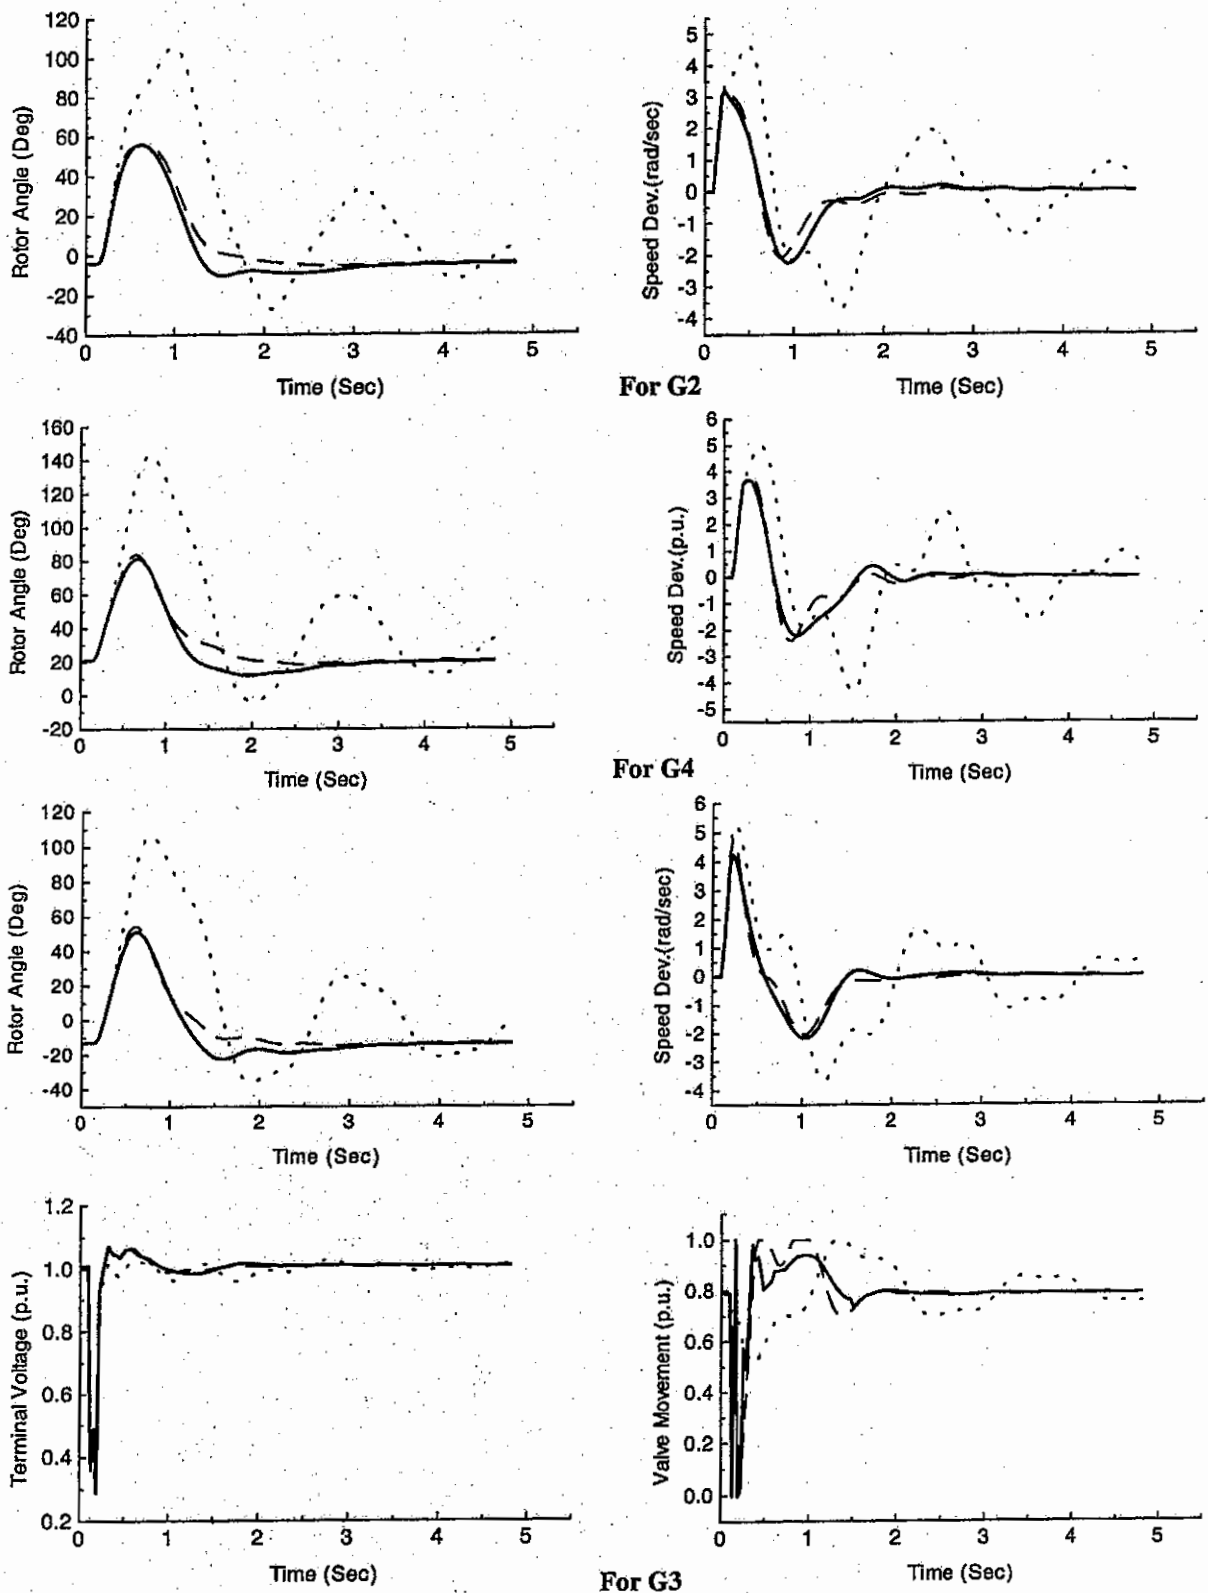 120
100
80
60
40
20
0
-20
-40
Rotor Angle (Deg)
0 1 2 3 4 5
Time (Sec)
5
4
3
2
1
0
-1
-2
-3
-4
Speed Dev.(rad/sec)
0 1 2 3 4 5
Time (Sec)
For G2
160
140
120
100
80
60
40
20
0
-20
Rotor Angle (Deg)
0 1 2 3 4 5
Time (Sec)
6
5
4
3
2
1
0
-1
-2
-3
-4
-5
Speed Dev.(p.u.)
0 1 2 3 4 5
Time (Sec)
For G4
120
100
80
60
40
20
0
-20
-40
Rotor Angle (Deg)
0 1 2 3 4 5
Time (Sec)
6
5
4
3
2
1
0
-1
-2
-3
-4
Speed Dev.(rad/sec)
0 1 2 3 4 5
Time (Sec)
1.2
1.0
0.8
0.6
0.4
0.2
Terminal Voltage (p.u.)
0 1 2 3 4 5
Time (Sec)
1.0
0.8
0.6
0.4
0.2
0.0
Valve Movement (p.u.)
0 1 2 3 4 5
Time (Sec)
For G3